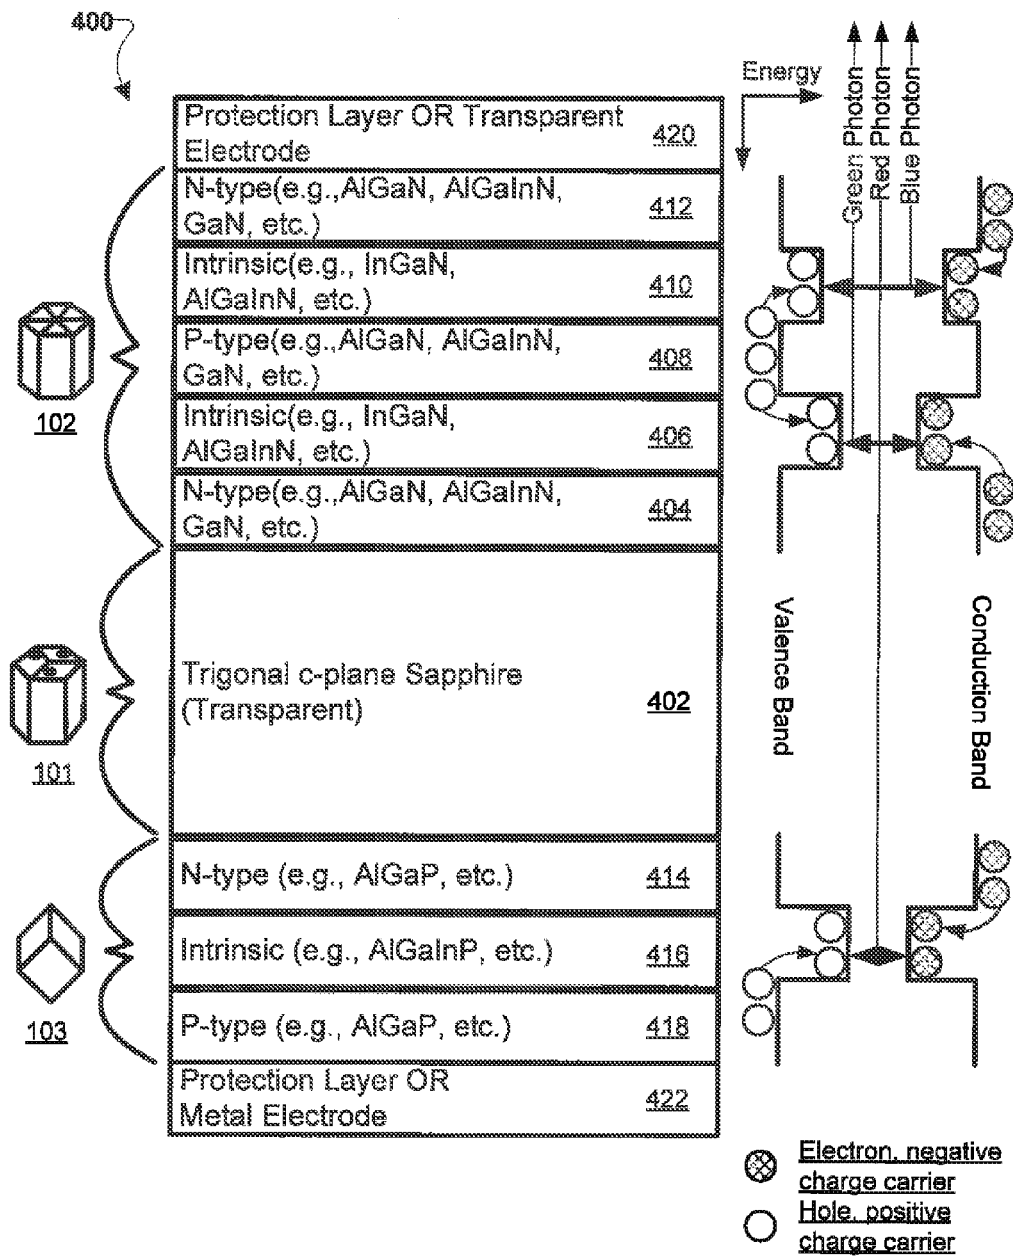 400
Energy
Green Photon
Red Photon
Blue Photon
Protection Layer OR Transparent
Electrode
420
N-type(e.g.,AlGaN, AlGaInN,
GaN, etc.)
412
Intrinsic(e.g., InGaN,
AlGaInN, etc.)
410
P-type(e.g.,AlGaN, AlGaInN,
GaN, etc.)
408
Intrinsic(e.g., InGaN,
AlGaInN, etc.)
406
N-type(e.g.,AlGaN, AlGaInN,
GaN, etc.)
404
102
Trigonal c-plane Sapphire
(Transparent)
402
101
Valence Band
Conduction Band
N-type (e.g., AlGaP, etc.)
414
Intrinsic (e.g., AlGaInP, etc.)
416
P-type (e.g., AlGaP, etc.)
418
103
Protection Layer OR
Metal Electrode
422
Electron, negative
charge carrier
Hole, positive
charge carrier